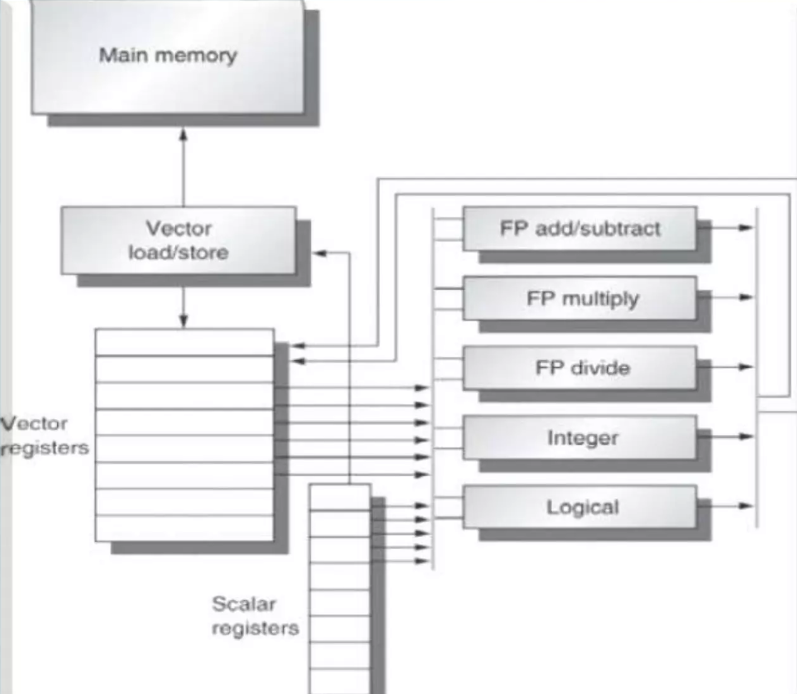 Main memory
Vector
load/store
FP add/subtract
FP multiply
FP divide
Integer
Logical
Vector
registers
Scalar
registers